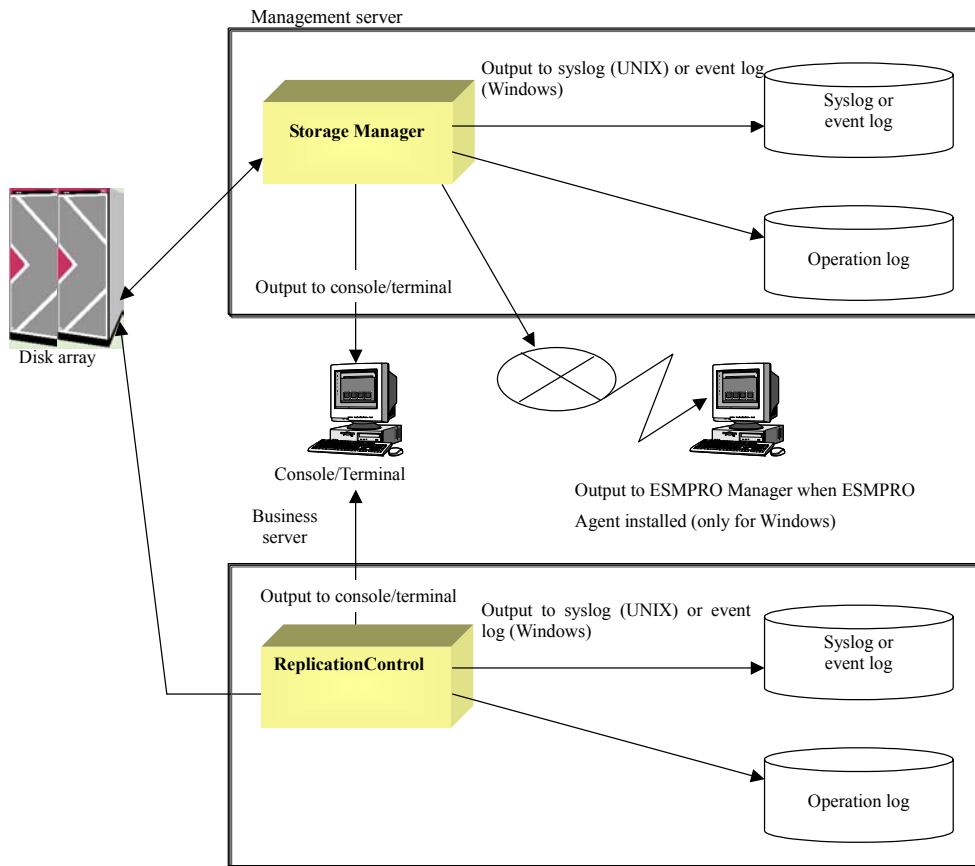 Management server
Output to syslog (UNIX) or event log
(Windows)
Syslog or
event log
Storage Manager
Operation log
Output to console/terminal
Disk array
Console/Terminal
Output to ESMPRO Manager when ESMPRO
Agent installed (only for Windows)
Business
server
Output to console/terminal
Output to syslog (UNIX) or event
log (Windows)
Syslog or
event log
ReplicationControl
Operation log